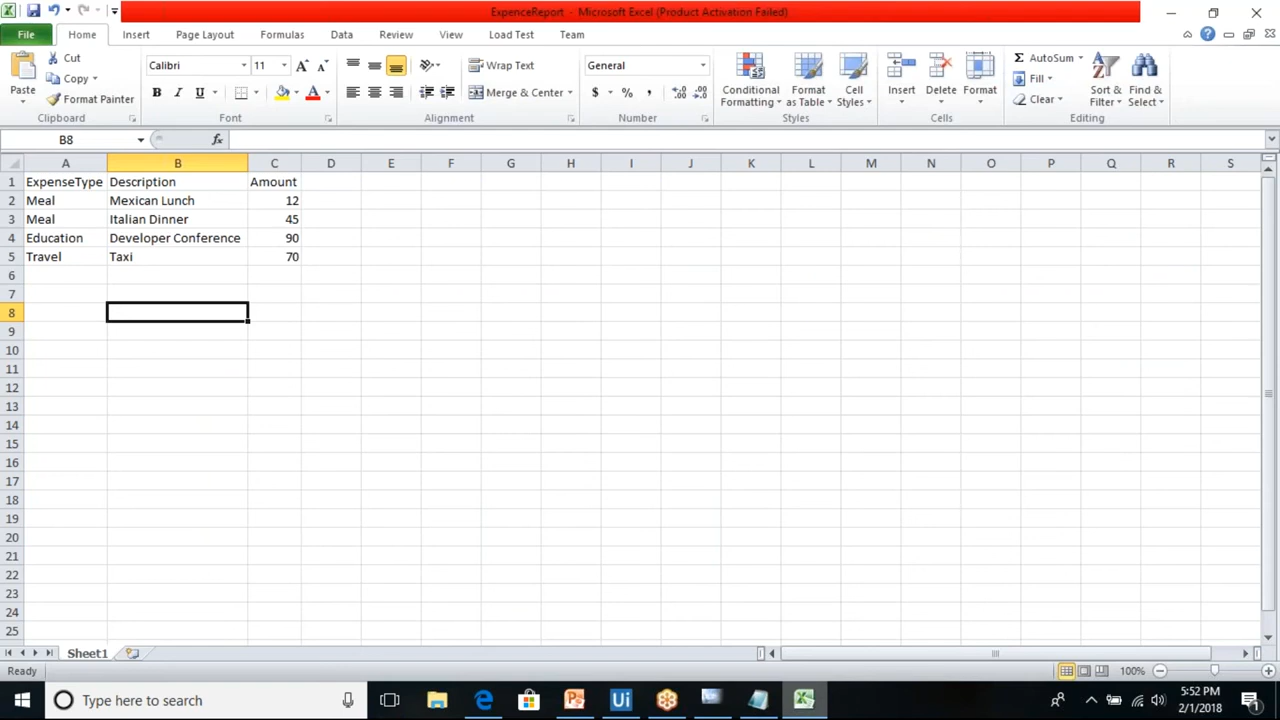 ExpenceReport - Microsoft Excel (Product Activation Failed)
File Home Insert Page Layout Formulas Data Review View Load Test Team
Paste Cut Copy Format Painter Clipboard
Calibri 11 A A B I U A Font
Wrap Text Merge & Center Alignment
General $ % , Number
Conditional Formatting Format as Table Cell Styles Styles
Insert Delete Format Cells
Σ AutoSum Fill Clear Sort & Filter Find & Select Editing
B8 fx
A B C D E F G H I J K L M N O P Q R S
1 ExpenseType Description Amount
2 Meal Mexican Lunch 12
3 Meal Italian Dinner 45
4 Education Developer Conference 90
5 Travel Taxi 70
6
7
8
9
10
11
12
13
14
15
16
17
18
19
20
21
22
23
24
25
Sheet1
Ready 100%
Type here to search Ui 5:52 PM
2/1/2018 1